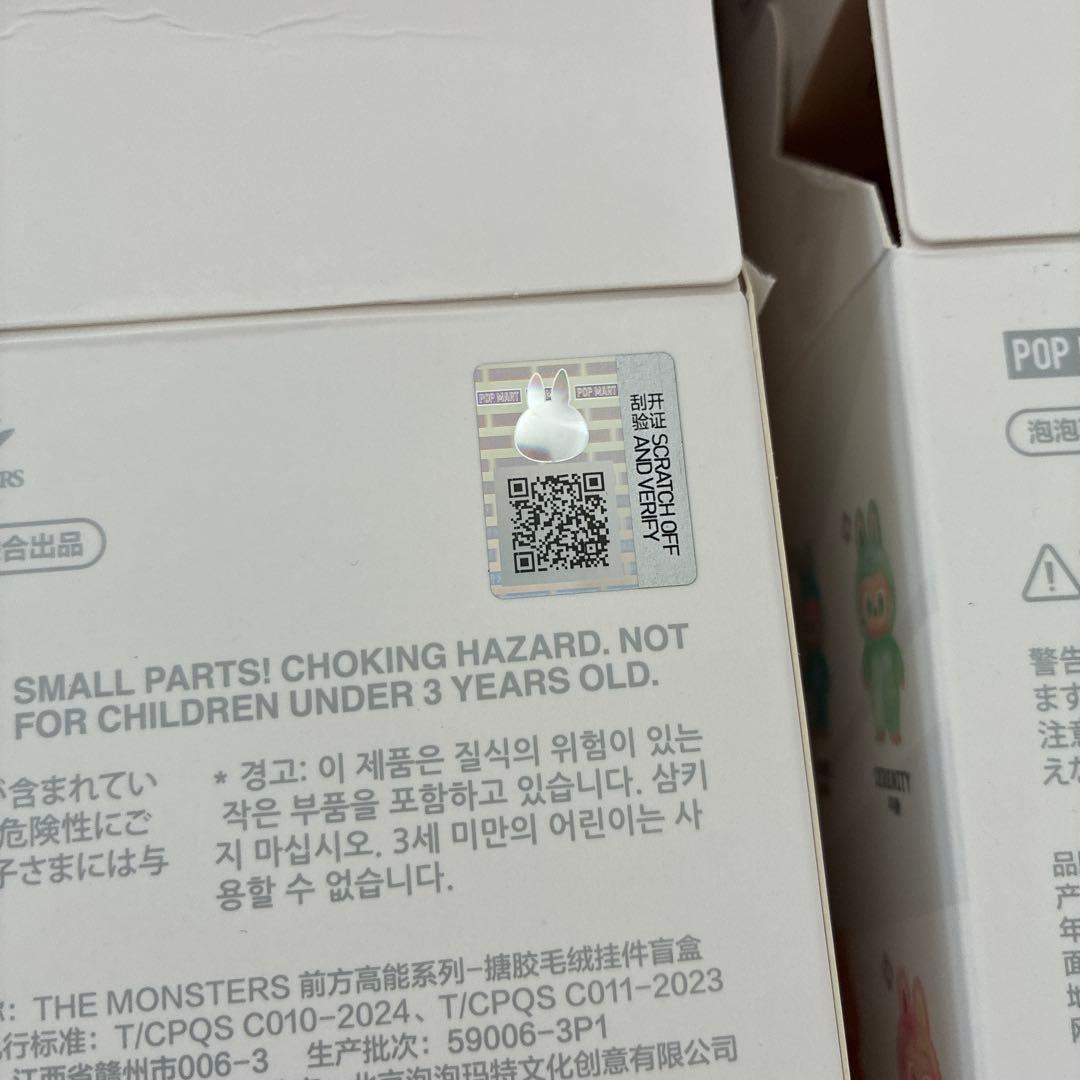 RS
合出品
POP MART
POP MART
开证 SCRATCH OFF
刮验 AND VERIFY
SMALL PARTS! CHOKING HAZARD. NOT
FOR CHILDREN UNDER 3 YEARS OLD.
が含まれてい
危険性にご
子さまには与
* 경고: 이 제품은 질식의 위험이 있는
작은 부품을 포함하고 있습니다. 삼키
지 마십시오. 3세 미만의 어린이는 사
용할 수 없습니다.
: THE MONSTERS 前方高能系列-搪胶毛绒挂件盲盒
行标准: T/CPQS C010-2024、T/CPQS C011-2023
江西省赣州市006-3 生产批次: 59006-3P1
北京泡泡玛特文化创意有限公司
SERENITY
POP
泡泡
警告
ます
注意
えな
品
产
年
面
地
网